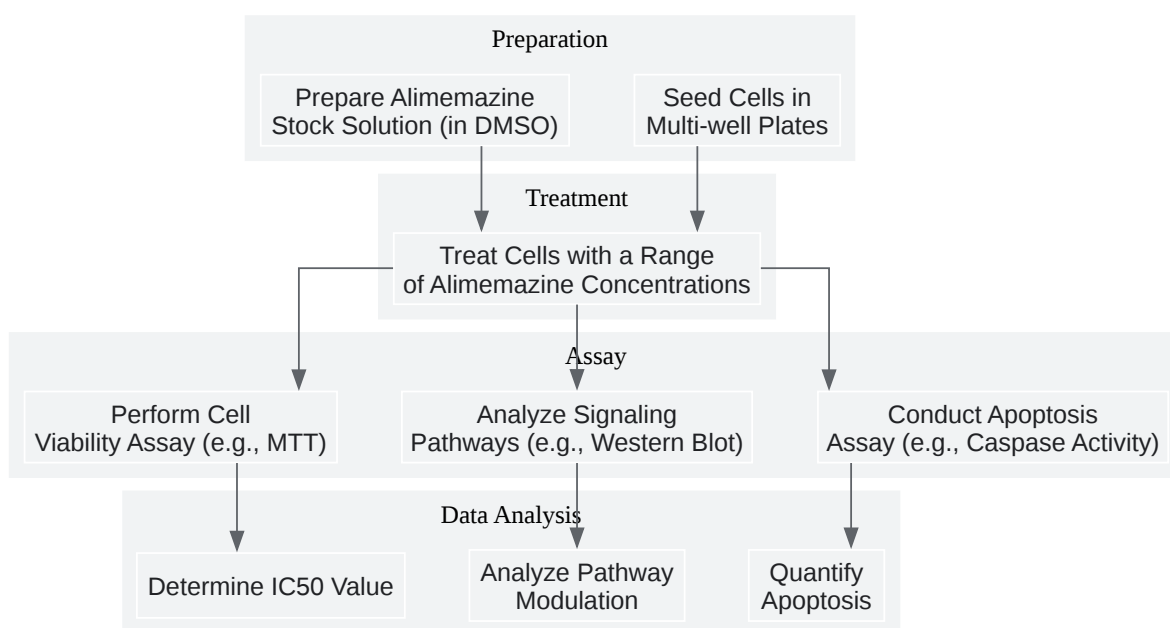 Preparation
Prepare Alimemazine
Stock Solution (in DMSO)
Seed Cells in
Multi-well Plates
Treatment
Treat Cells with a Range
of Alimemazine Concentrations
Assay
Perform Cell
Viability Assay (e.g., MTT)
Analyze Signaling
Pathways (e.g., Western Blot)
Conduct Apoptosis
Assay (e.g., Caspase Activity)
Data Analysis
Determine IC50 Value
Analyze Pathway
Modulation
Quantify
Apoptosis